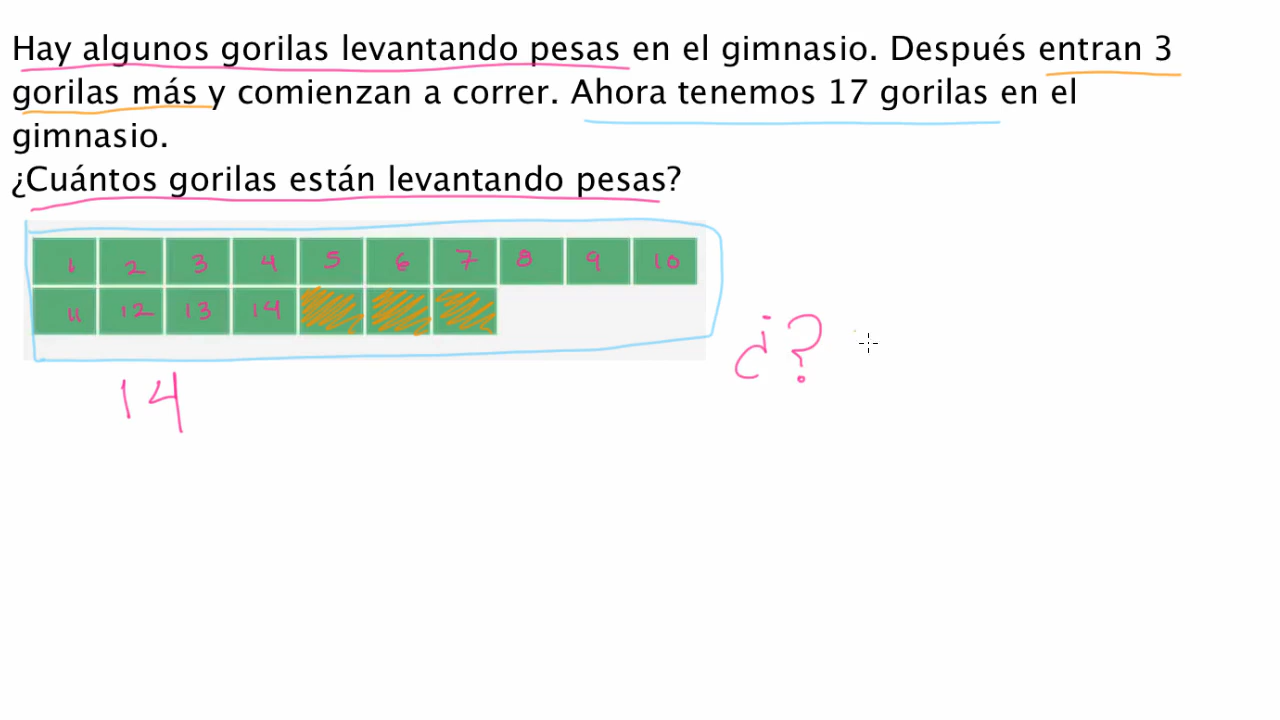 Hay algunos gorilas levantando pesas en el gimnasio. Después entran 3
gorilas más y comienzan a correr. Ahora tenemos 17 gorilas en el
gimnasio.
¿Cuántos gorilas están levantando pesas?
1 2 3 4 5 6 7 8 9 10
11 12 13 14
¿?
14